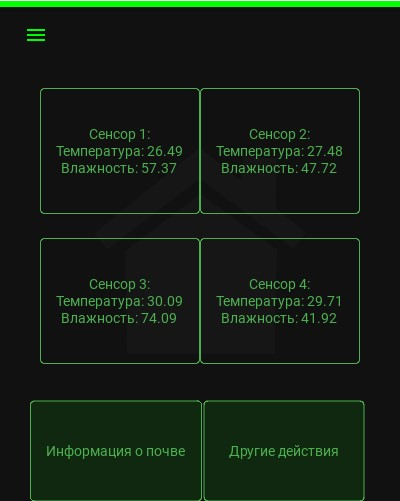 Сенсор 1:
Температура: 26.49
Влажность: 57.37
Сенсор 2:
Температура: 27.48
Влажность: 47.72
Сенсор 3:
Температура: 30.09
Влажность: 74.09
Сенсор 4:
Температура: 29.71
Влажность: 41.92
Информация о почве
Другие действия